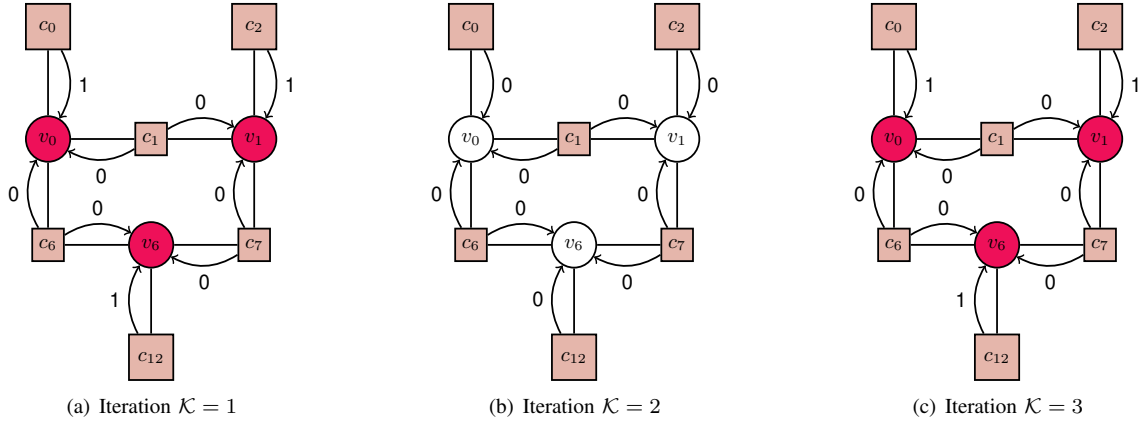 c0 c2 c0 c2 c0 c2
1 1 0 0 1 1
0 0 0
v0 c1 v1 v0 c1 v1 v0 c1 v1
0 0 0
0 0 0 0 0 0 0 0 0
c6 v6 c7 c6 v6 c7 c6 v6 c7
0 0 0
1 0 1
c12 c12 c12
(a) Iteration K = 1 (b) Iteration K = 2 (c) Iteration K = 3